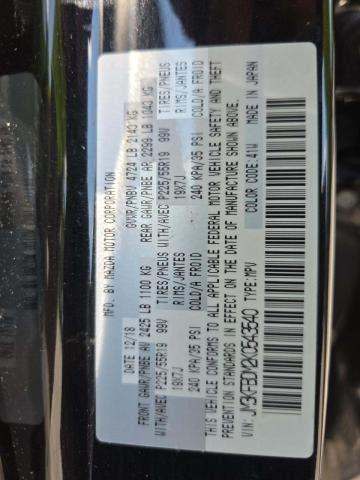 MFD. BY MAZDA MOTOR CORPORATION
DATE 12/18 GVWR/PNBV 4724 LB 2143 KG
FRONT GAWR/PNBE AV 2425 LB 1100 KG REAR GAWR/PNBE AR 2299 LB 1043 KG
WITH/AVEC P225/55R19 99V TIRES/PNEUS WITH/AVEC P225/55R19 99V TIRES/PNEUS
19X7J RIMS/JANTES 19X7J RIMS/JANTES
240 KPA/35 PSI COLD/A FROID 240 KPA/35 PSI COLD/A FROID
THIS VEHICLE CONFORMS TO ALL APPLICABLE FEDERAL MOTOR VEHICLE SAFETY AND THEFT
PREVENTION STANDARDS IN EFFECT ON THE DATE OF MANUFACTURE SHOWN ABOVE.
JM3KFBDM2K0543540 TYPE:MPV COLOR CODE:41W MADE IN JAPAN